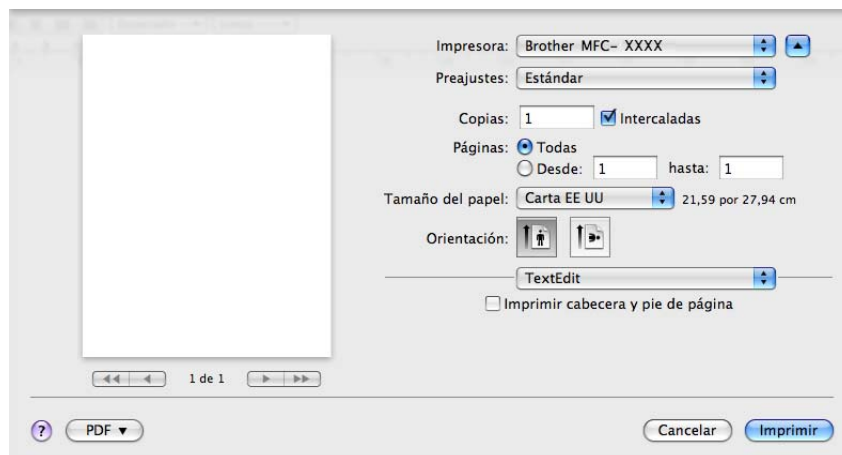 Impresora: Brother MFC- XXXX
Preajustes: Estándar
Copias: 1 Intercaladas
Páginas: Todas
Desde: 1 hasta: 1
Tamaño del papel: Carta EE UU 21,59 por 27,94 cm
Orientación:
TextEdit
Imprimir cabecera y pie de página
1 de 1
? PDF Cancelar Imprimir